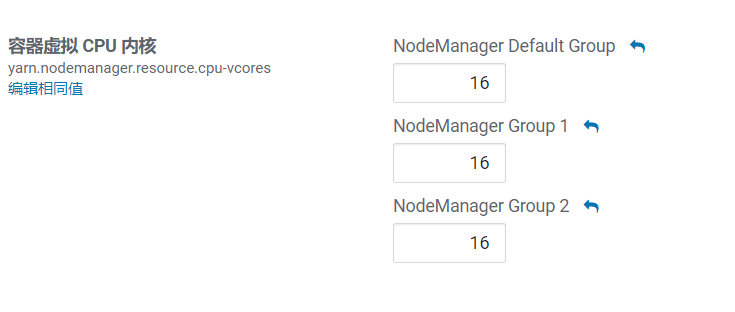 容器虚拟 CPU 内核
yarn.nodemanager.resource.cpu-vcores
编辑相同值
NodeManager Default Group
16
NodeManager Group 1
16
NodeManager Group 2
16